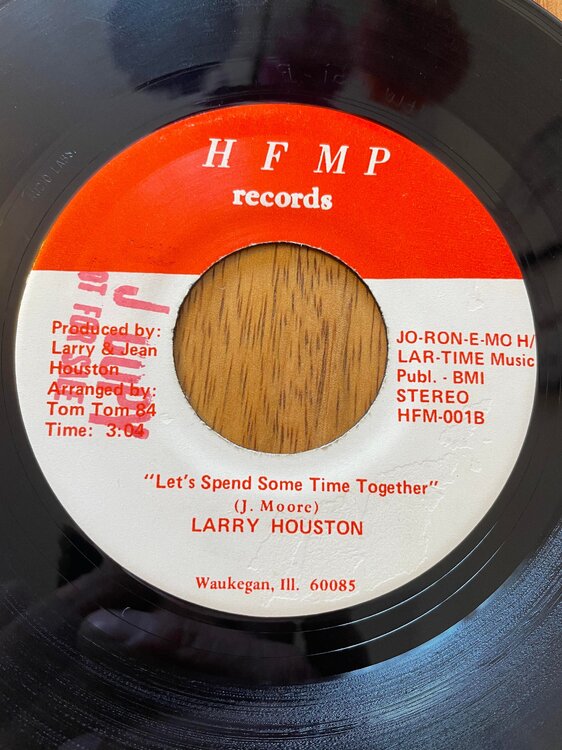 H F M P
records
Produced by:
Larry & Jean
Houston
Arranged by:
Tom Tom 84
Time: 3:04
JO-RON-E-MO H/
LAR-TIME Music
Publ. - BMI
STEREO
HFM-001B
"Let's Spend Some Time Together"
(J. Moore)
LARRY HOUSTON
Waukegan, Ill. 60085
FOR